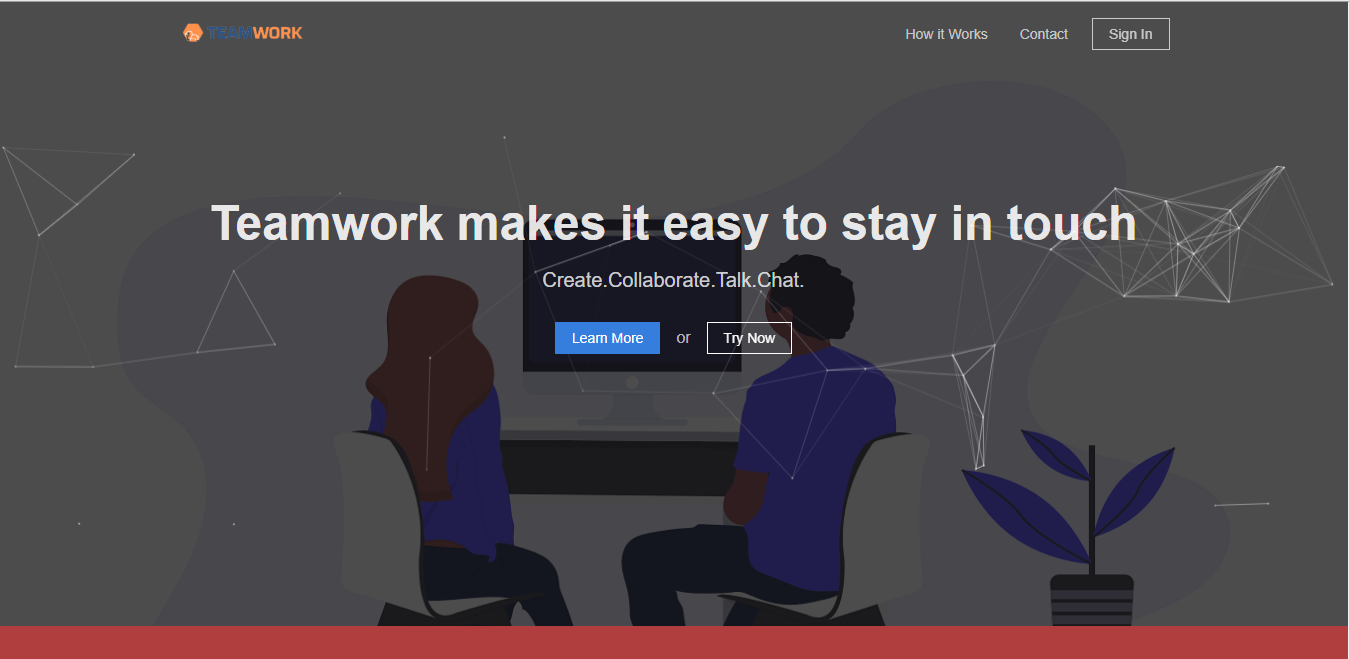 TEAMWORK
How it Works
Contact
Sign In
Teamwork makes it easy to stay in touch
Create.Collaborate.Talk.Chat.
Learn More or Try Now